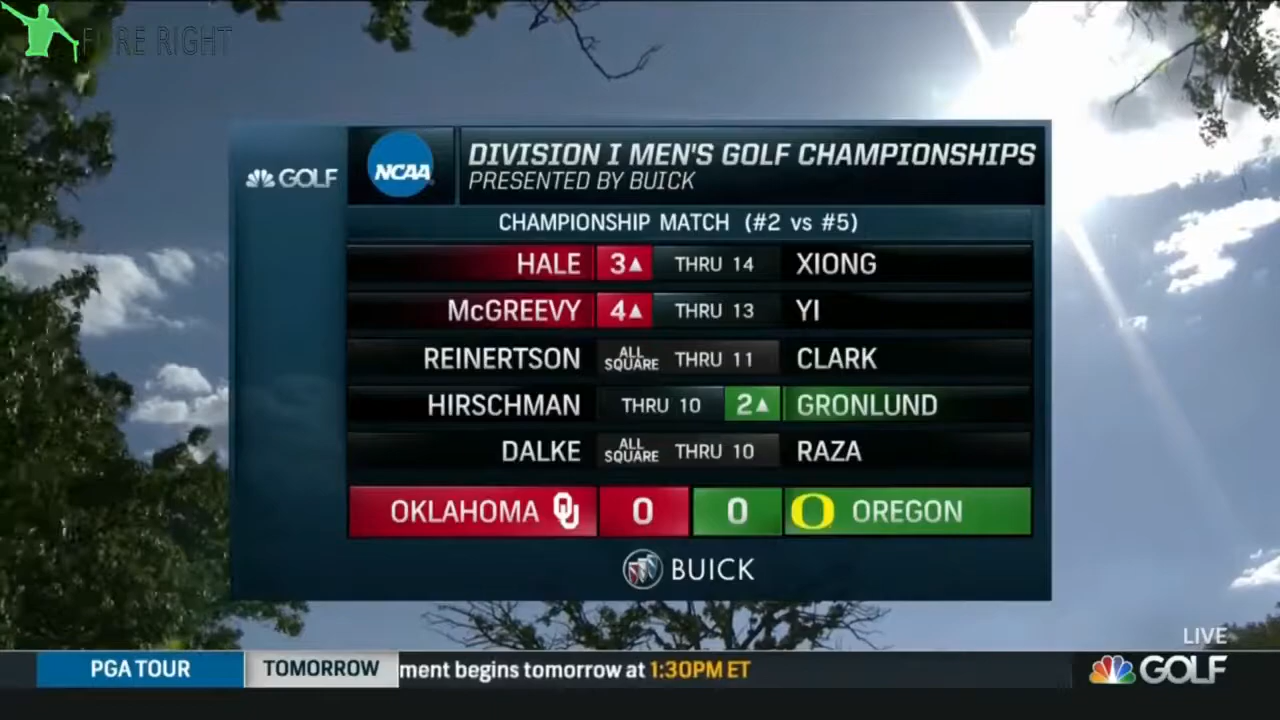 FORE RIGHT
GOLF
NCAA
DIVISION I MEN'S GOLF CHAMPIONSHIPS
PRESENTED BY BUICK
CHAMPIONSHIP MATCH (#2 vs #5)
HALE 3▲ THRU 14 XIONG
McGREEVY 4▲ THRU 13 YI
REINERTSON ALL SQUARE THRU 11 CLARK
HIRSCHMAN THRU 10 2▲ GRONLUND
DALKE ALL SQUARE THRU 10 RAZA
OKLAHOMA OU 0 0 O OREGON
BUICK
LIVE
PGA TOUR TOMORROW ment begins tomorrow at 1:30PM ET GOLF